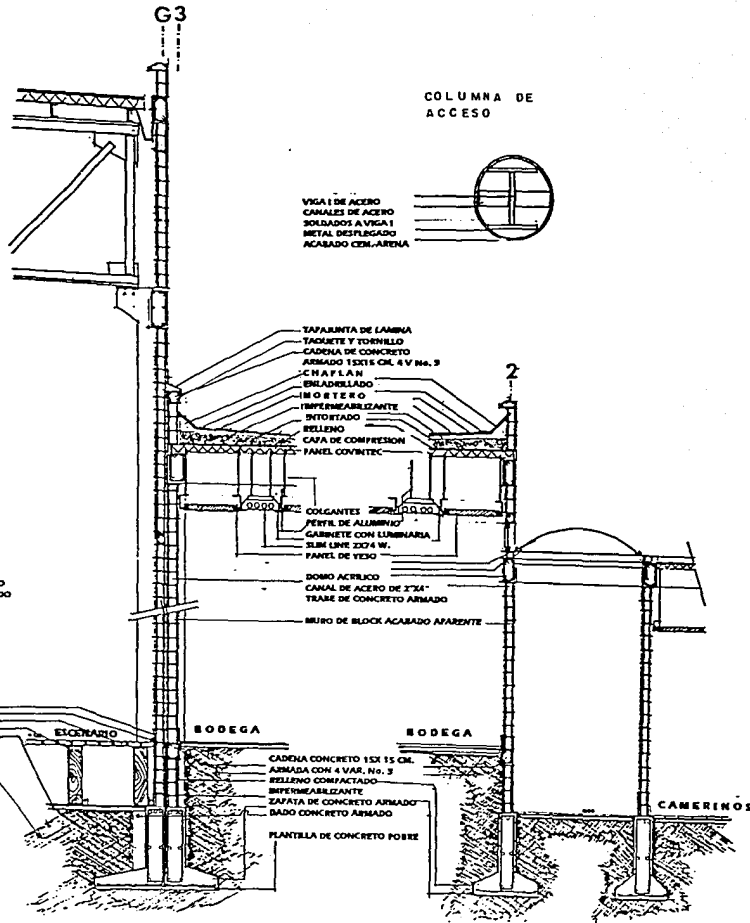 G3
COLUMNA DE
ACCESO
VIGA I DE ACERO
CANALES DE ACERO
SOLDADOS A VIGA I
METAL DESPLEGADO
ACABADO CEM.-ARENA
TAPAJUNTA DE LAMINA
TAQUETE Y TORNILLO
CADENA DE CONCRETO
ARMADO 15X15 CM. 4 V No. 3
CHAFLAN
ENLADRILLADO
MORTERO
IMPERMEABILIZANTE
ENTORTADO
RELLENO
CAPA DE COMPRESION
PANEL COVINTEC
2
COLGANTES
PERFIL DE ALUMINIO
GABINETE CON LUMINARIA
SLIM LINE 2X74 W.
PANEL DE YESO
DOMO ACRILICO
CANAL DE ACERO DE 2"X4"
TRABE DE CONCRETO ARMADO
MURO DE BLOCK ACABADO APARENTE
ESCENARIO
BODEGA
BODEGA
CADENA CONCRETO 15X15 CM.
ARMADA CON 4 VAR. No. 3
RELLENO COMPACTADO
IMPERMEABILIZANTE
ZAPATA DE CONCRETO ARMADO
DADO CONCRETO ARMADO
PLANTILLA DE CONCRETO POBRE
CAMERINOS